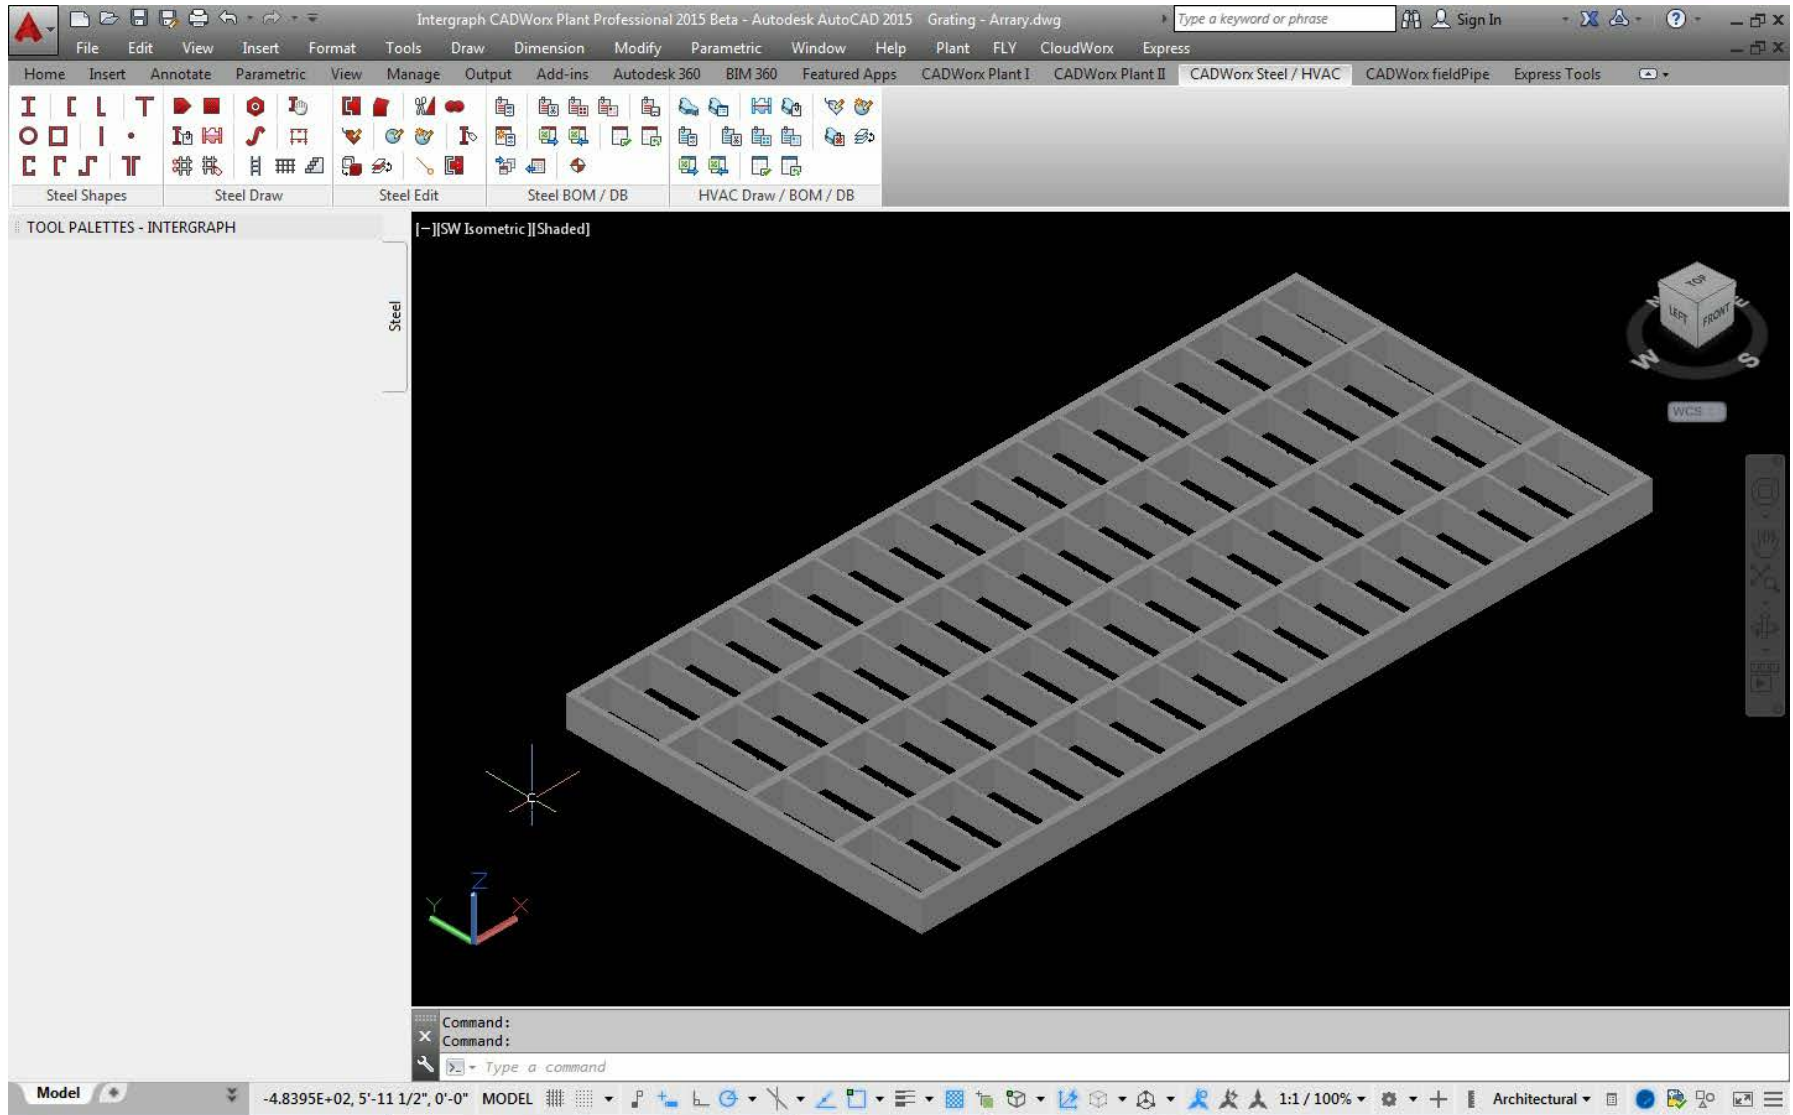 Intergraph CADWorx Plant Professional 2015 Beta - Autodesk AutoCAD 2015 Grating - Arrary.dwg Type a keyword or phrase Sign In
File Edit View Insert Format Tools Draw Dimension Modify Parametric Window Help Plant FLY CloudWorx Express
Home Insert Annotate Parametric View Manage Output Add-ins Autodesk 360 BIM 360 Featured Apps CADWorx Plant I CADWorx Plant II CADWorx Steel / HVAC CADWorx fieldPipe Express Tools
Steel Shapes Steel Draw Steel Edit Steel BOM / DB HVAC Draw / BOM / DB
TOOL PALETTES - INTERGRAPH
[−][SW Isometric][Shaded]
Steel
TOP
LEFT FRONT
N E
W S
WCS
Z
Y X
Command:
Command:
Type a command
Model -4.8395E+02, 5'-11 1/2", 0'-0" MODEL 1:1 / 100% Architectural